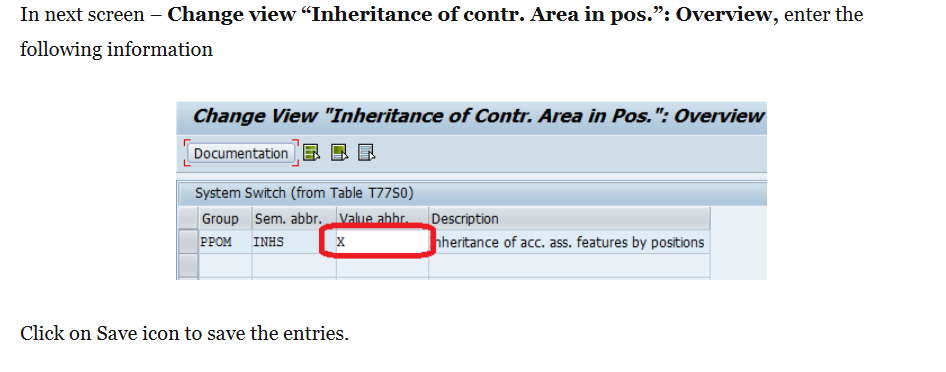 In next screen – Change view “Inheritance of contr. Area in pos.”: Overview, enter the
following information
Change View "Inheritance of Contr. Area in Pos.": Overview
Documentation
System Switch (from Table T77S0)
Group Sem. abbr. Value abbr. Description
PPOM INHS X nheritance of acc. ass. features by positions
Click on Save icon to save the entries.